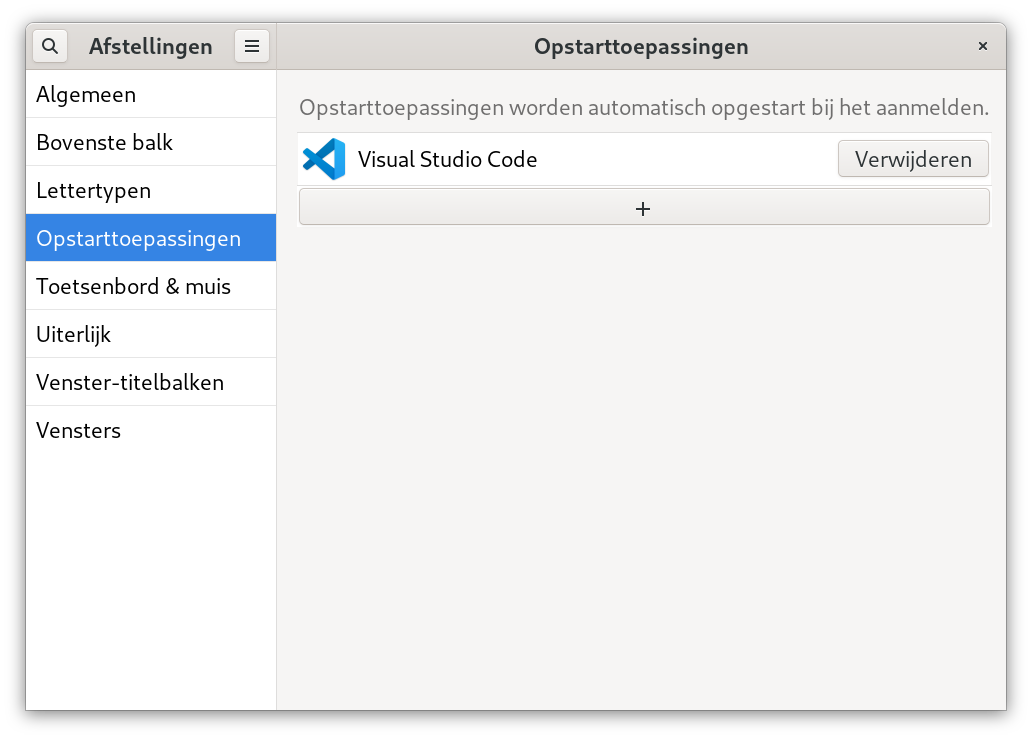 Afstellingen
Opstarttoepassingen
Algemeen
Bovenste balk
Lettertypen
Opstarttoepassingen
Toetsenbord & muis
Uiterlijk
Venster-titelbalken
Vensters
Opstarttoepassingen worden automatisch opgestart bij het aanmelden.
Visual Studio Code
Verwijderen
+